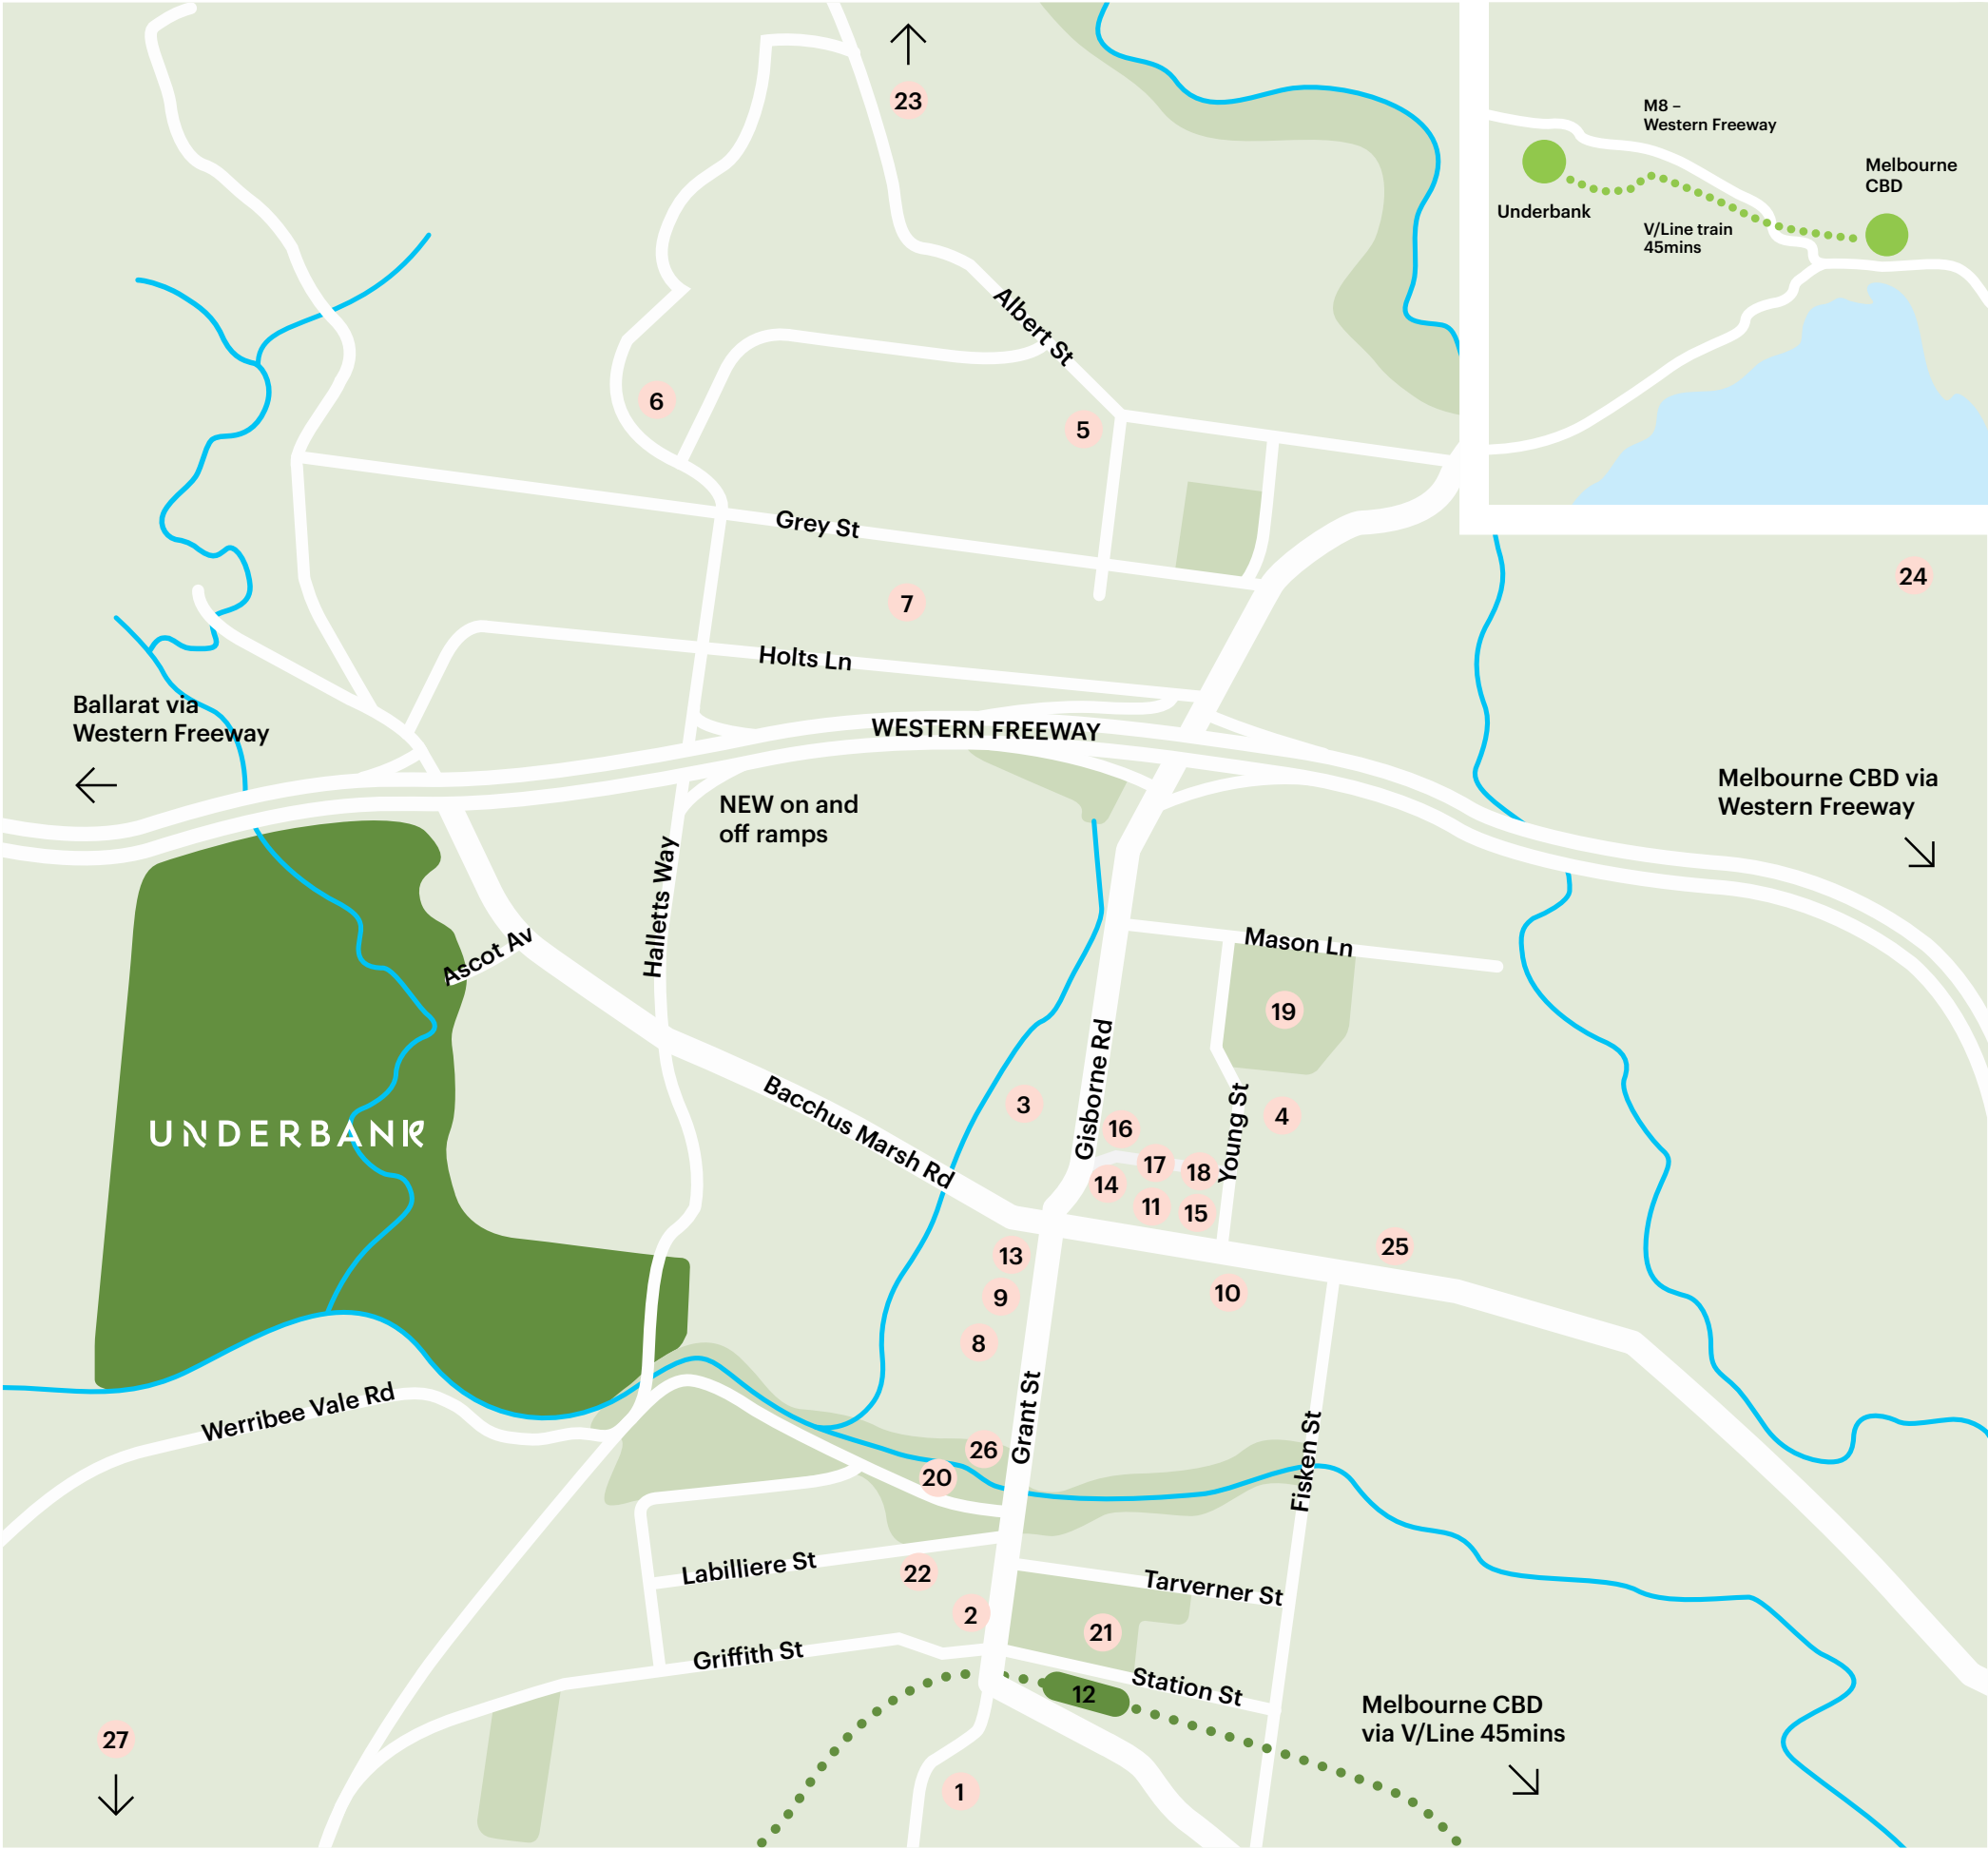 23
M8 –
Western Freeway
Melbourne
CBD
Underbank
V/Line train
45mins
Albert St
6
5
Grey St
24
7
Holts Ln
Ballarat via
Western Freeway
WESTERN FREEWAY
Melbourne CBD via
Western Freeway
NEW on and
off ramps
Halletts Way
Ascot Av
Mason Ln
19
Gisborne Rd
Bacchus Marsh Rd
3
16
4
Young St
UNDERBANK
17
18
14
11
15
13
25
9
10
8
Grant St
Werribee Vale Rd
Fisken St
26
20
Labilliere St
22
Tarverner St
2
21
Griffith St
Station St
12
Melbourne CBD
via V/Line 45mins
27
1